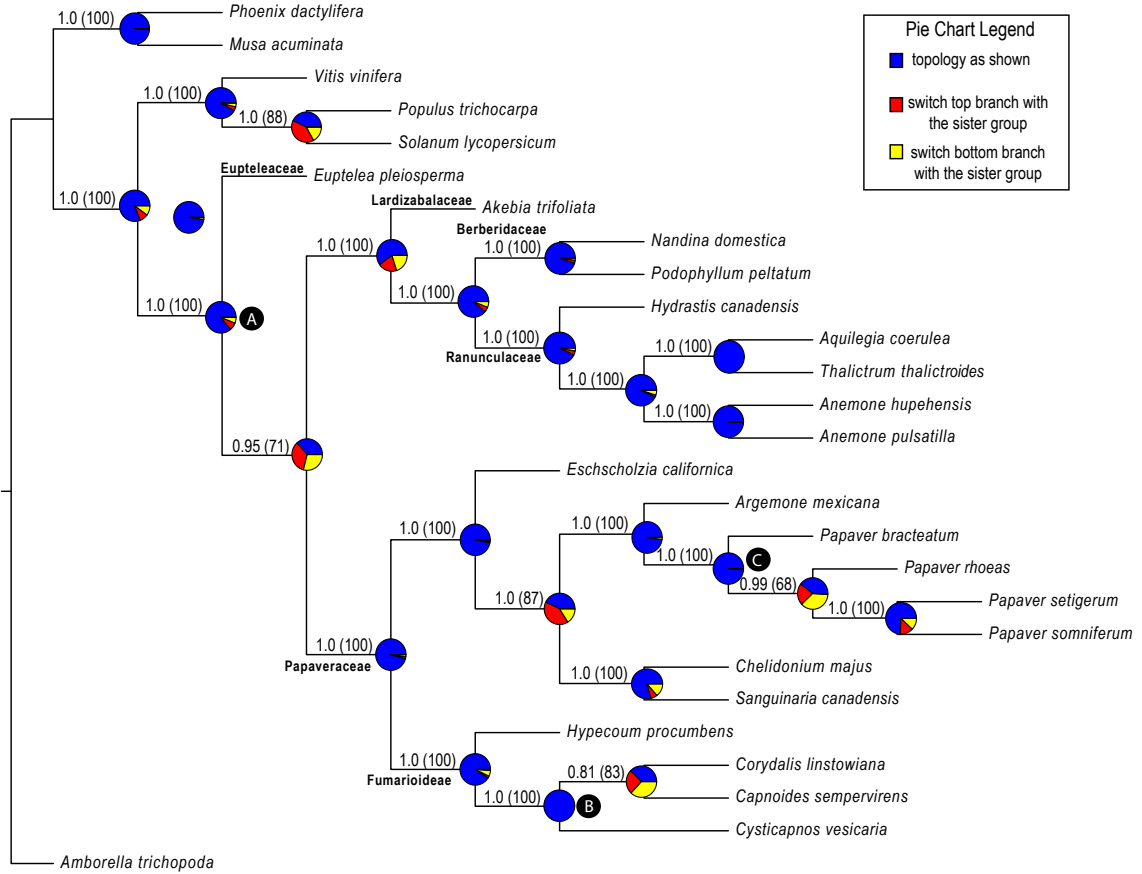 Phoenix dactylifera
1.0 (100)
Musa acuminata
Pie Chart Legend
topology as shown
switch top branch with
the sister group
switch bottom branch
with the sister group
Vitis vinifera
1.0 (100)
Populus trichocarpa
1.0 (88)
Solanum lycopersicum
Eupteleaceae
Euptelea pleiosperma
1.0 (100)
Lardizabalaceae
Akebia trifoliata
Berberidaceae
Nandina domestica
1.0 (100)
1.0 (100)
Podophyllum peltatum
1.0 (100)
Hydrastis canadensis
1.0 (100)
A
1.0 (100)
Ranunculaceae
Aquilegia coerulea
1.0 (100)
Thalictrum thalictroides
1.0 (100)
Anemone hupehensis
1.0 (100)
Anemone pulsatilla
0.95 (71)
Eschscholzia californica
Argemone mexicana
1.0 (100)
1.0 (100)
Papaver bracteatum
1.0 (100)
C
Papaver rhoeas
0.99 (68)
Papaver setigerum
1.0 (87)
1.0 (100)
Papaver somniferum
1.0 (100)
Papaveraceae
Chelidonium majus
1.0 (100)
Sanguinaria canadensis
Hypecoum procumbens
1.0 (100)
Fumarioideae
Corydalis linstowiana
0.81 (83)
Capnoides sempervirens
1.0 (100)
B
Cysticapnos vesicaria
Amborella trichopoda